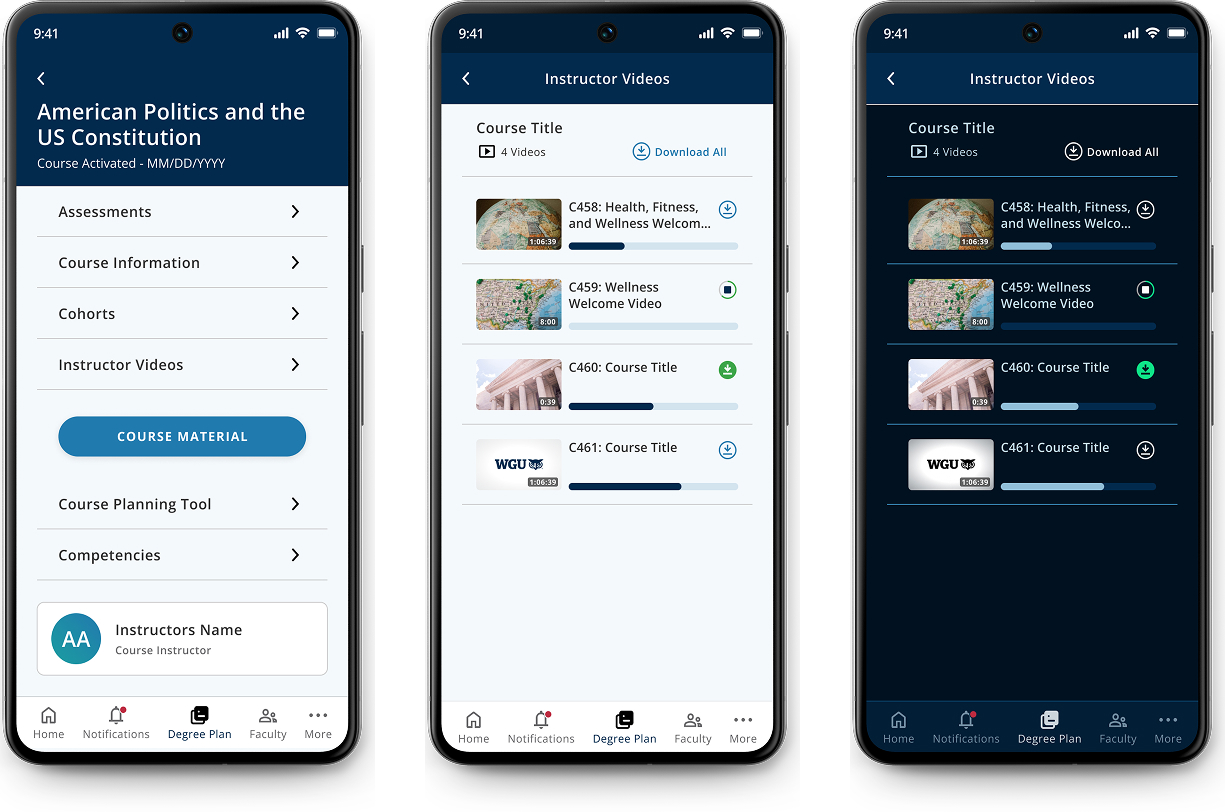 9:41
American Politics and the
US Constitution
Course Activated - MM/DD/YYYY
Assessments
Course Information
Cohorts
Instructor Videos
COURSE MATERIAL
Course Planning Tool
Competencies
AA
Instructors Name
Course Instructor
Home
Notifications
Degree Plan
Faculty
More
9:41
Instructor Videos
Course Title
4 Videos
Download All
C458: Health, Fitness,
and Wellness Welcom...
1:06:39
C459: Wellness
Welcome Video
8:00
C460: Course Title
0:39
C461: Course Title
WGU
1:06:39
Home
Notifications
Degree Plan
Faculty
More
9:41
Instructor Videos
Course Title
4 Videos
Download All
C458: Health, Fitness,
and Wellness Welco...
1:06:39
C459: Wellness
Welcome Video
8:00
C460: Course Title
0:39
C461: Course Title
WGU
1:06:39
Home
Notifications
Degree Plan
Faculty
More